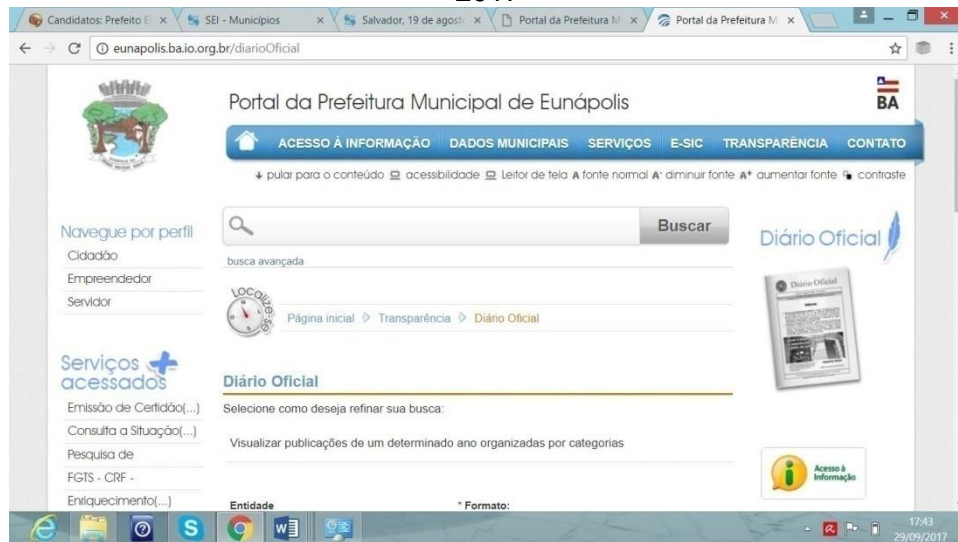 Candidatos: Prefeito E
SEI - Municípios
Salvador, 19 de agost
Portal da Prefeitura M
Portal da Prefeitura M
eunapolis.ba.io.org.br/diarioOficial
Portal da Prefeitura Municipal de Eunápolis
BA
ACESSO À INFORMAÇÃO DADOS MUNICIPAIS SERVIÇOS E-SIC TRANSPARÊNCIA CONTATO
pular para o conteúdo acessibilidade Leitor de tela A fonte normal A- diminuir fonte A+ aumentar fonte contraste
Navegue por perfil
Cidadão
Empreendedor
Servidor
Buscar
busca avançada
LOCALIZE-SE
Página inicial Transparência Diário Oficial
Diário Oficial
Diário Oficial
Serviços acessados
Emissão de Certidão(...)
Consulta a Situação(...)
Pesquisa de
FGTS - CRF -
Enriquecimento(...)
Diário Oficial
Selecione como deseja refinar sua busca:
Visualizar publicações de um determinado ano organizadas por categorias
Entidade
* Formato:
Acesso à
Informação
17:43
29/09/2017